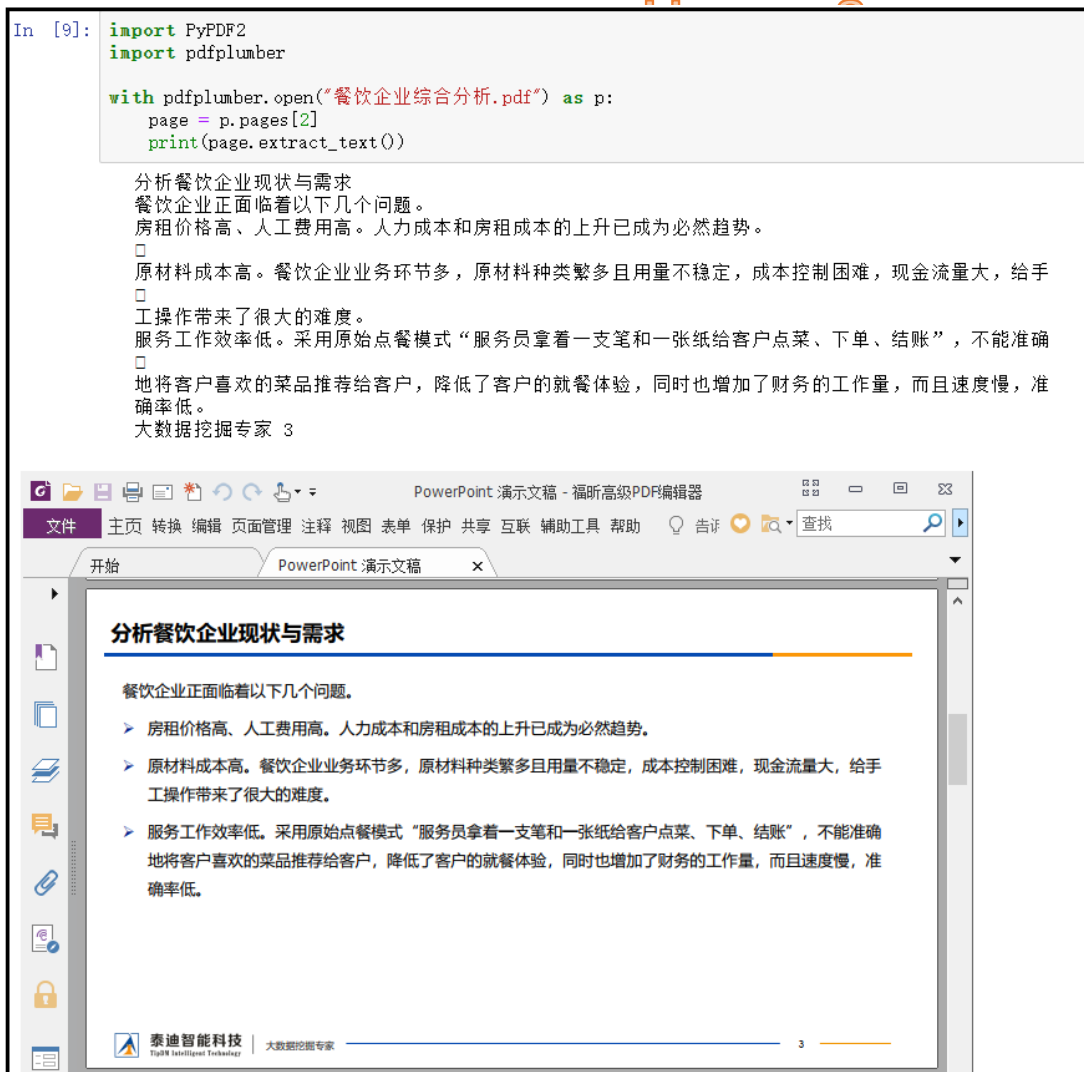 In [9]: import PyPDF2
import pdfplumber
with pdfplumber.open("餐饮企业综合分析.pdf") as p:
page = p.pages[2]
print(page.extract_text())
分析餐饮企业现状与需求
餐饮企业正面临着以下几个问题。
房租价格高、人工费用高。人力成本和房租成本的上升已成为必然趋势。
□
原材料成本高。餐饮企业业务环节多，原材料种类繁多且用量不稳定，成本控制困难，现金流量大，给手
□
工操作带来了很大的难度。
服务工作效率低。采用原始点餐模式“服务员拿着一支笔和一张纸给客户点菜、下单、结账”，不能准确
□
地将客户喜欢的菜品推荐给客户，降低了客户的就餐体验，同时也增加了财务的工作量，而且速度慢，准
确率低。
大数据挖掘专家 3
PowerPoint 演示文稿 - 福昕高级PDF编辑器
文件 主页 转换 编辑 页面管理 注释 视图 表单 保护 共享 互联 辅助工具 帮助 告诉 查找
开始 PowerPoint 演示文稿 x
分析餐饮企业现状与需求
餐饮企业正面临着以下几个问题。
➢ 房租价格高、人工费用高。人力成本和房租成本的上升已成为必然趋势。
➢ 原材料成本高。餐饮企业业务环节多，原材料种类繁多且用量不稳定，成本控制困难，现金流量大，给手
工操作带来了很大的难度。
➢ 服务工作效率低。采用原始点餐模式“服务员拿着一支笔和一张纸给客户点菜、下单、结账”，不能准确
地将客户喜欢的菜品推荐给客户，降低了客户的就餐体验，同时也增加了财务的工作量，而且速度慢，准
确率低。
泰迪智能科技 大数据挖掘专家 3
TipDM Intelligent Technology